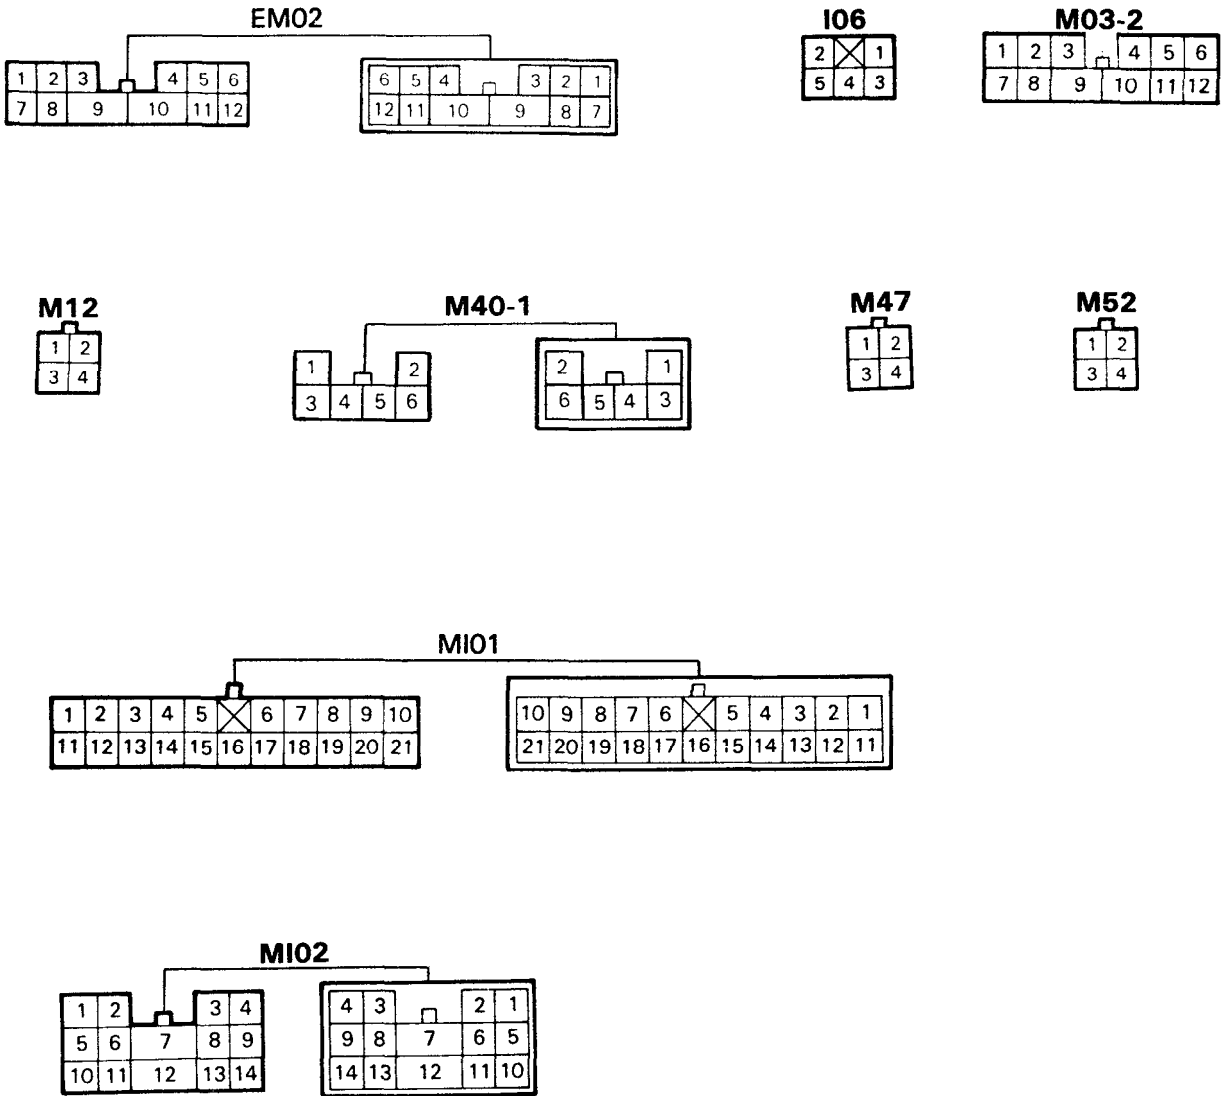 EM02
1 2 3 4 5 6
7 8 9 10 11 12
6 5 4 3 2 1
12 11 10 9 8 7
I06
2 1
5 4 3
M03-2
1 2 3 4 5 6
7 8 9 10 11 12
M12
1 2
3 4
M40-1
1 2
3 4 5 6
2 1
6 5 4 3
M47
1 2
3 4
M52
1 2
3 4
MI01
1 2 3 4 5 6 7 8 9 10
11 12 13 14 15 16 17 18 19 20 21
10 9 8 7 6 5 4 3 2 1
21 20 19 18 17 16 15 14 13 12 11
MI02
1 2 3 4
5 6 7 8 9
10 11 12 13 14
4 3 2 1
9 8 7 6 5
14 13 12 11 10